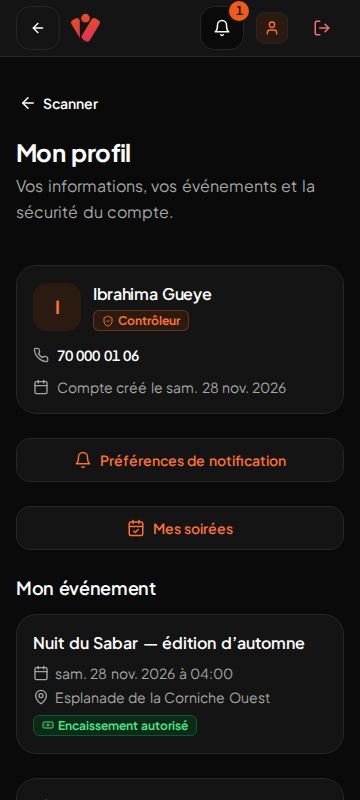 1
Scanner
Mon profil
Vos informations, vos événements et la
sécurité du compte.
I
Ibrahima Gueye
Contrôleur
70 000 01 06
Compte créé le sam. 28 nov. 2026
Préférences de notification
Mes soirées
Mon événement
Nuit du Sabar — édition d’automne
sam. 28 nov. 2026 à 04:00
Esplanade de la Corniche Ouest
Encaissement autorisé